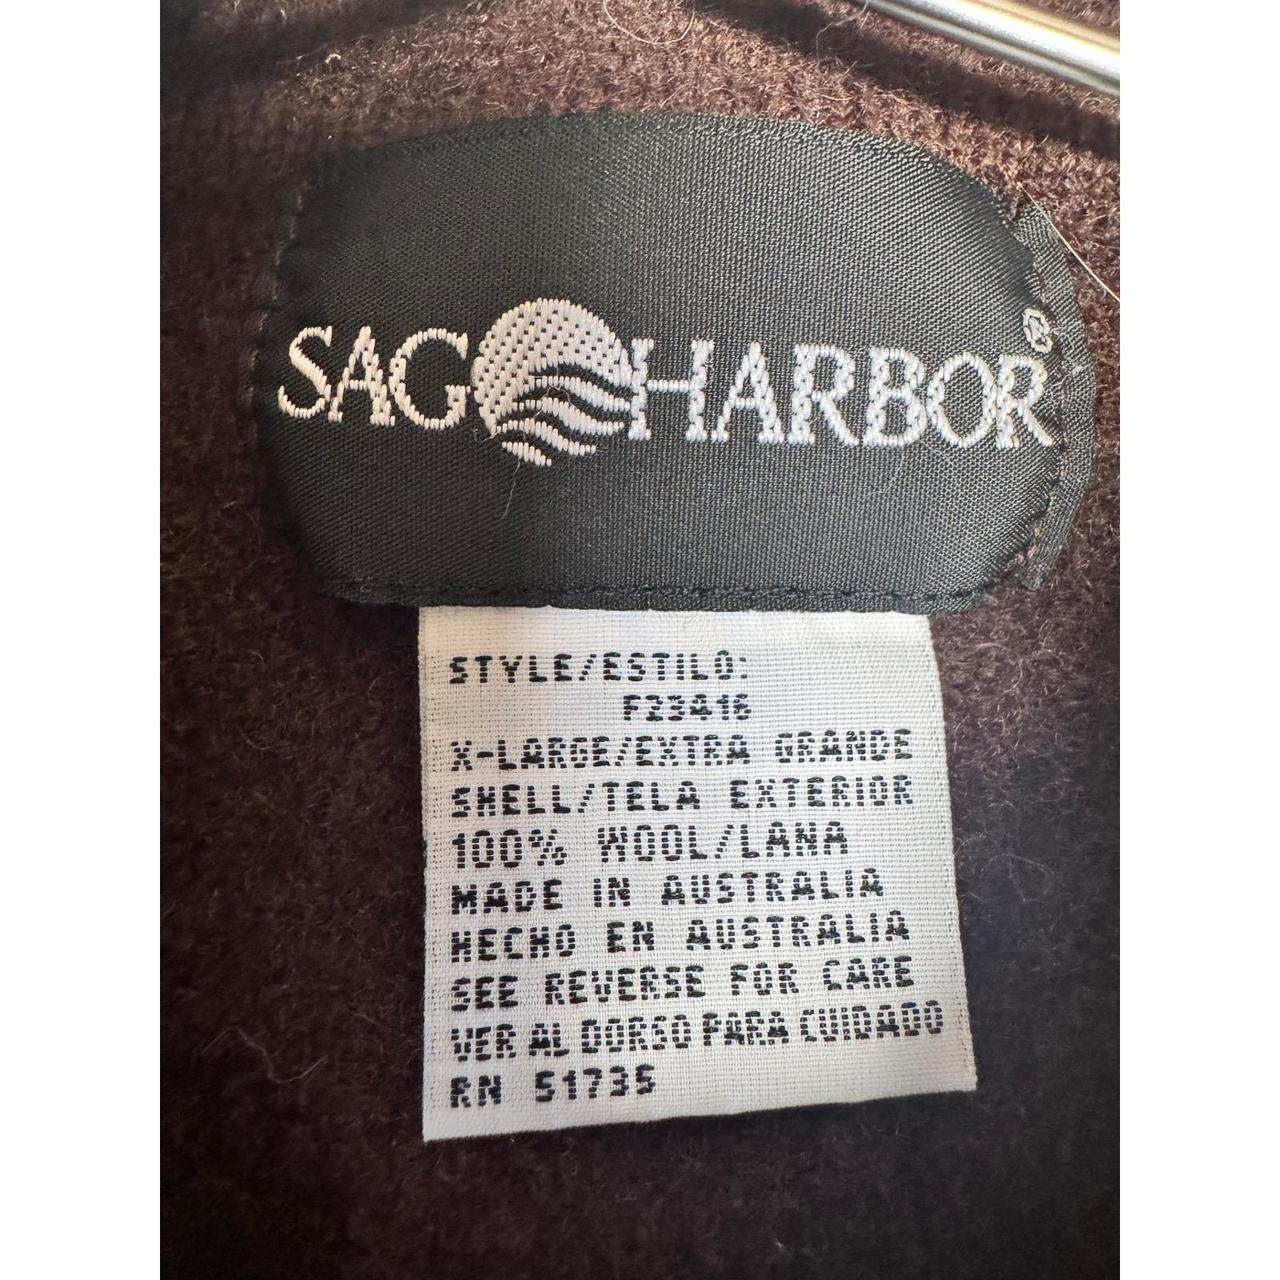 SAG HARBOR®
STYLE/ESTILO:
F23416
X-LARGE/EXTRA GRANDE
SHELL/TELA EXTERIOR
100% WOOL/LANA
MADE IN AUSTRALIA
HECHO EN AUSTRALIA
SEE REVERSE FOR CARE
VER AL DORSO PARA CUIDADO
RN 51735